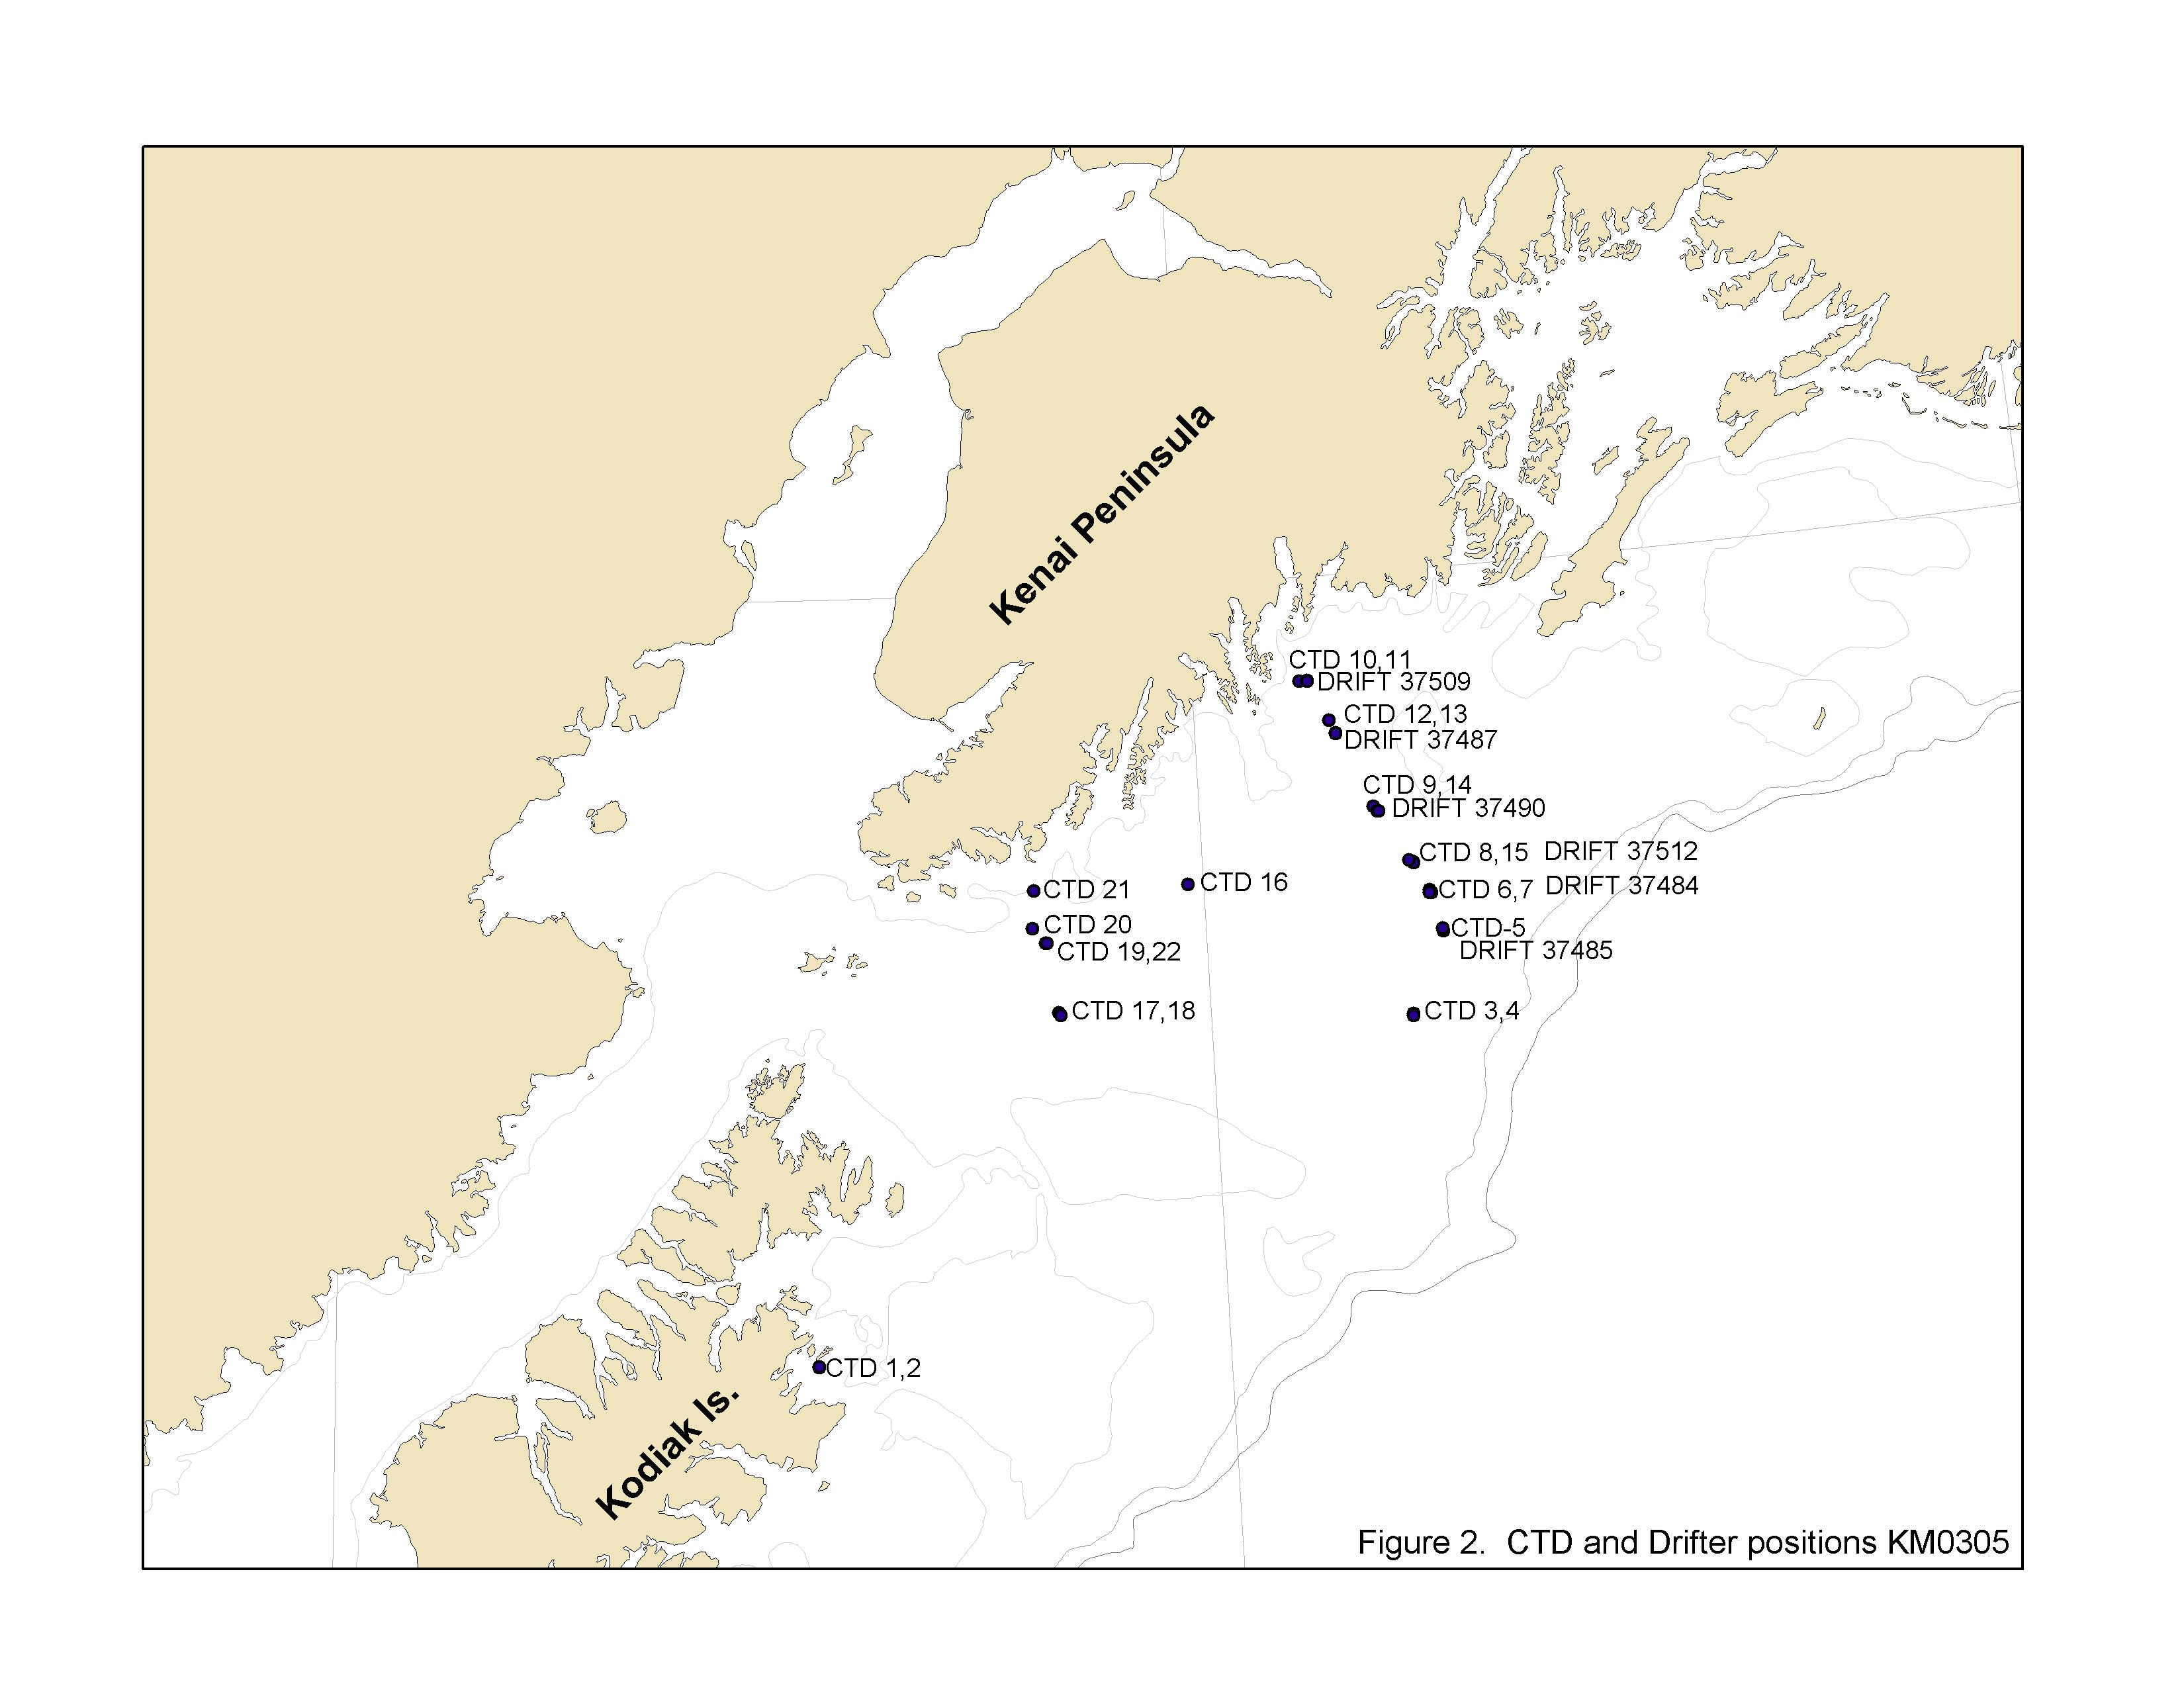 Kenai Peninsula
CTD 10,11
DRIFT 37509
CTD 12,13
DRIFT 37487
CTD 9,14
DRIFT 37490
CTD 8,15 DRIFT 37512
CTD 6,7 DRIFT 37484
CTD-5
DRIFT 37485
CTD 16
CTD 21
CTD 20
CTD 19,22
CTD 17,18
CTD 3,4
CTD 1,2
Kodiak Is.
Figure 2. CTD and Drifter positions KM0305